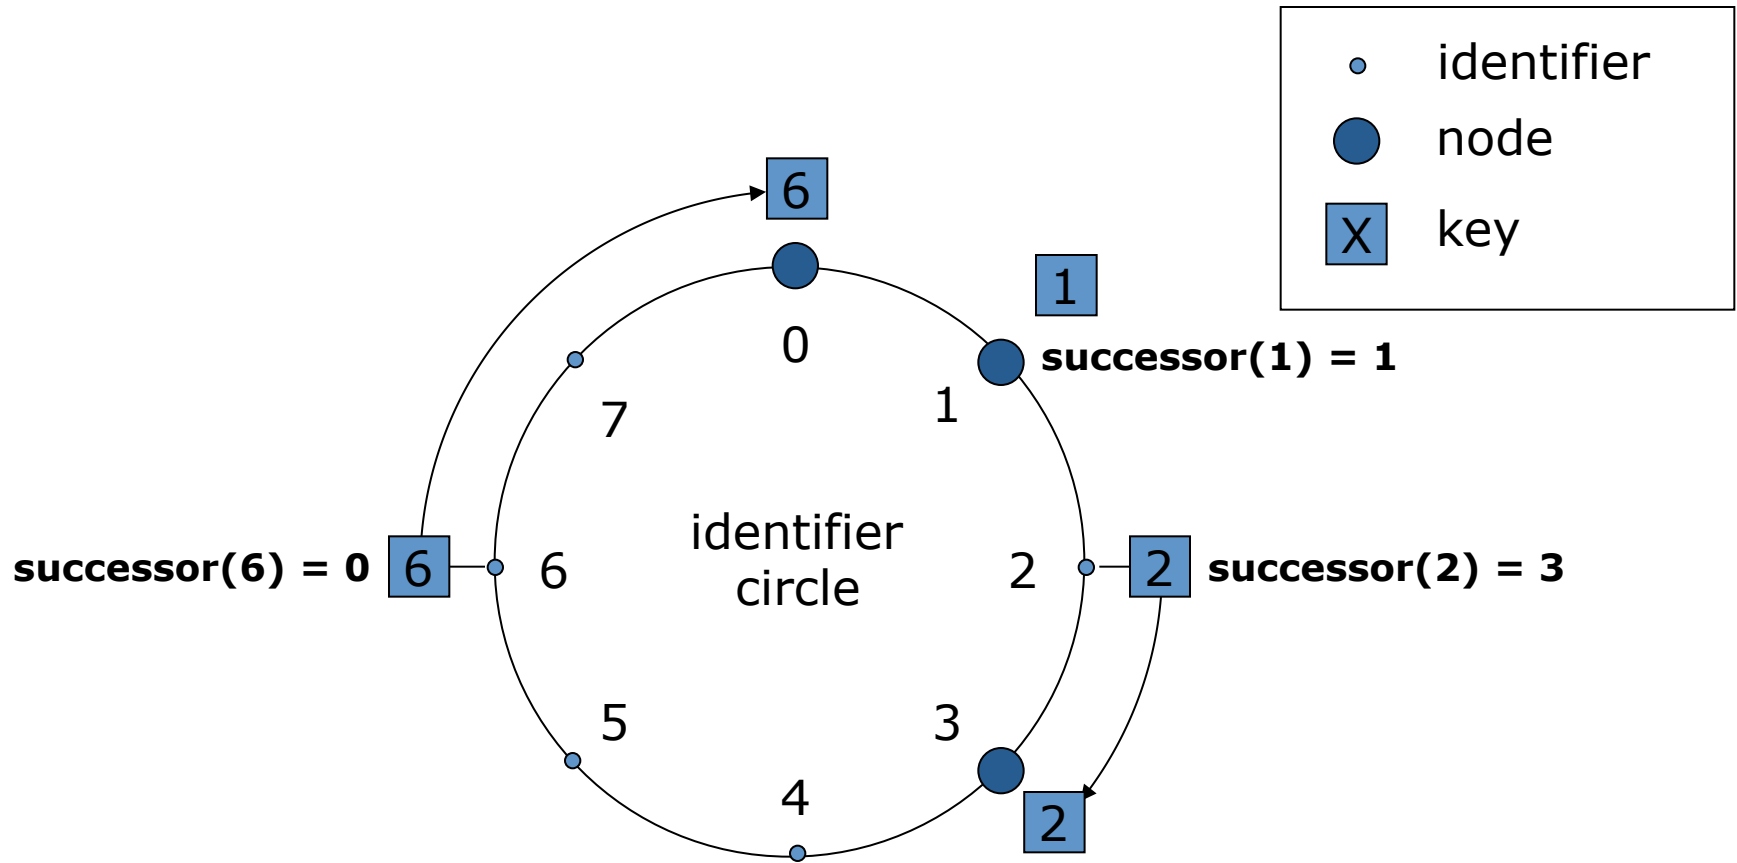 identifier
node
X key
6
1
0
successor(1) = 1
1
7
identifier
circle
successor(6) = 0 6 6
2 2 successor(2) = 3
5
3
4
2